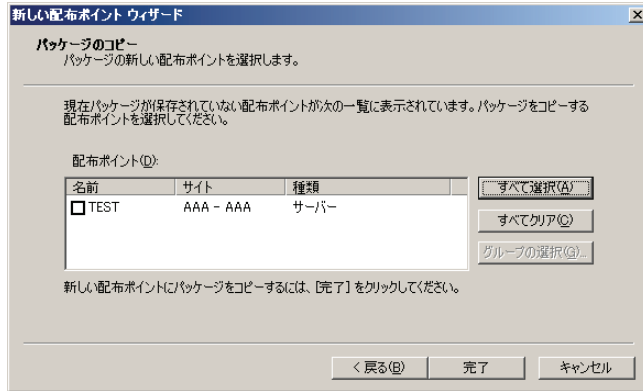 新しい配布ポイント ウィザード
パッケージのコピー
パッケージの新しい配布ポイントを選択します。
現在パッケージが保存されていない配布ポイントが次の一覧に表示されています。パッケージをコピーする
配布ポイントを選択してください。
配布ポイント(D):
名前 サイト 種類
TEST AAA - AAA サーバー
すべて選択(A)
すべてクリア(C)
グループの選択(G)...
新しい配布ポイントにパッケージをコピーするには、[完了] をクリックしてください。
< 戻る(B) 完了 キャンセル